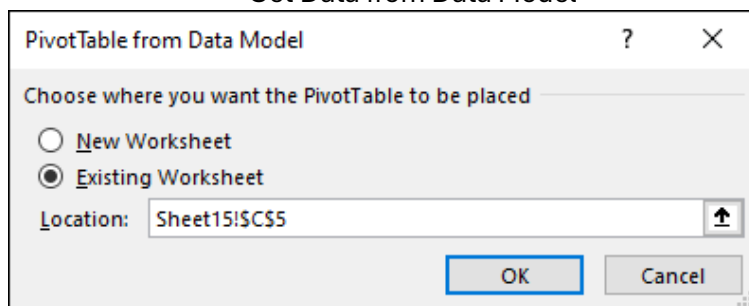 PivotTable from Data Model ? ✕
Choose where you want the PivotTable to be placed
New Worksheet
Existing Worksheet
Location: Sheet15!$C$5
OK Cancel